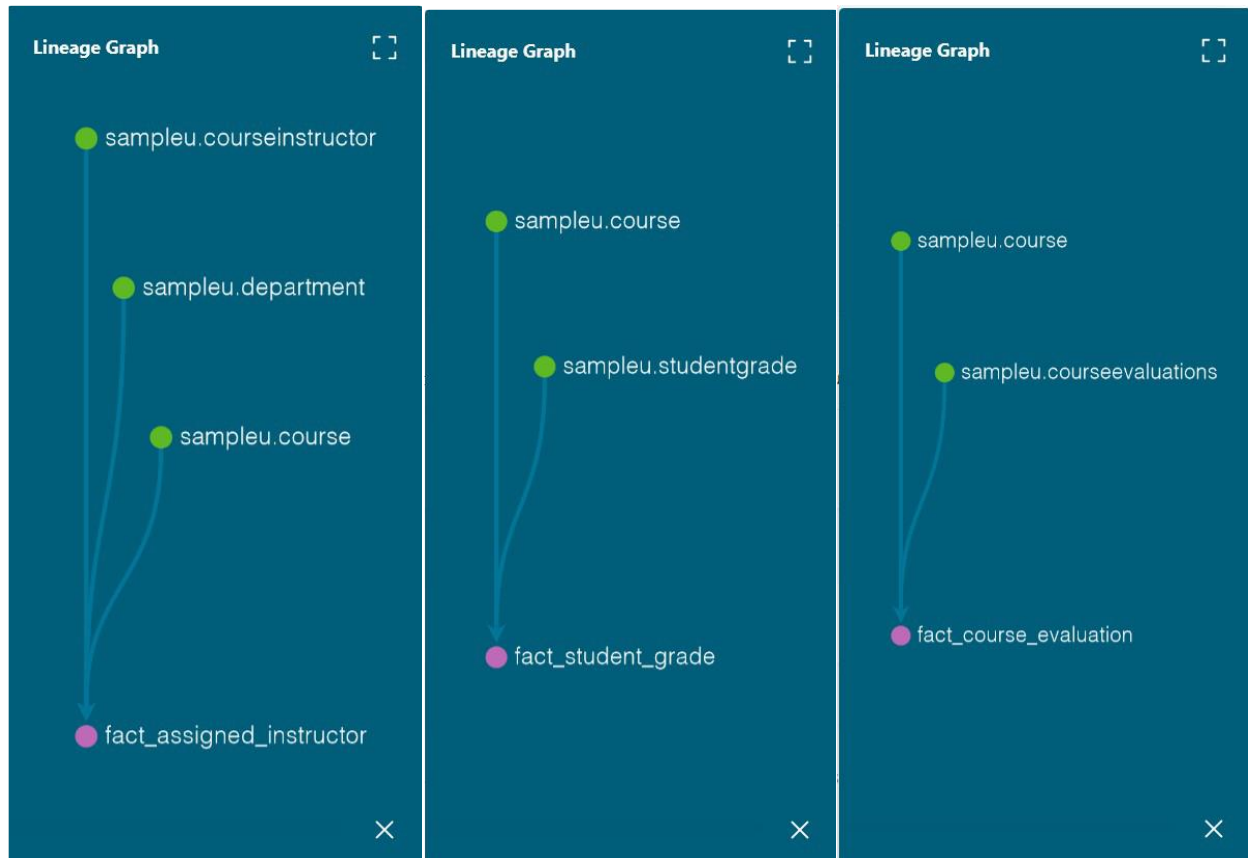 Lineage Graph
sampleu.courseinstructor
sampleu.department
sampleu.course
fact_assigned_instructor
Lineage Graph
sampleu.course
sampleu.studentgrade
fact_student_grade
Lineage Graph
sampleu.course
sampleu.courseevaluations
fact_course_evaluation